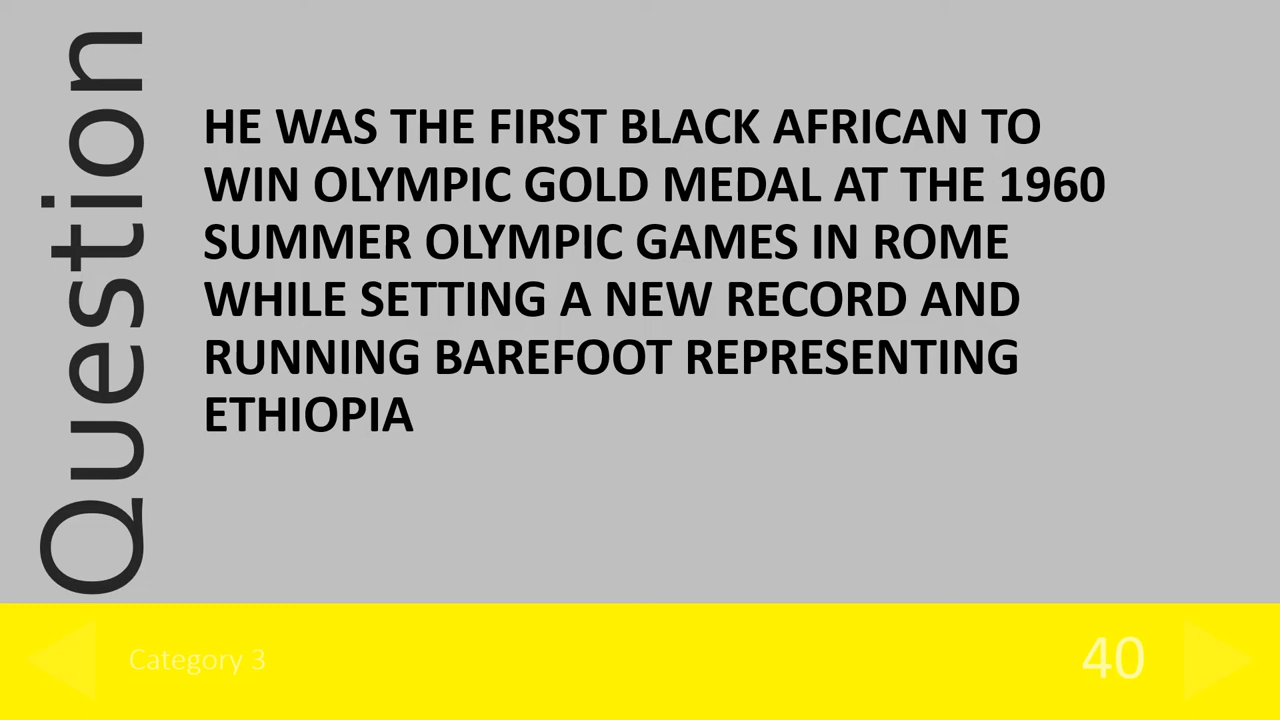 Question
HE WAS THE FIRST BLACK AFRICAN TO
WIN OLYMPIC GOLD MEDAL AT THE 1960
SUMMER OLYMPIC GAMES IN ROME
WHILE SETTING A NEW RECORD AND
RUNNING BAREFOOT REPRESENTING
ETHIOPIA
Category 3
40